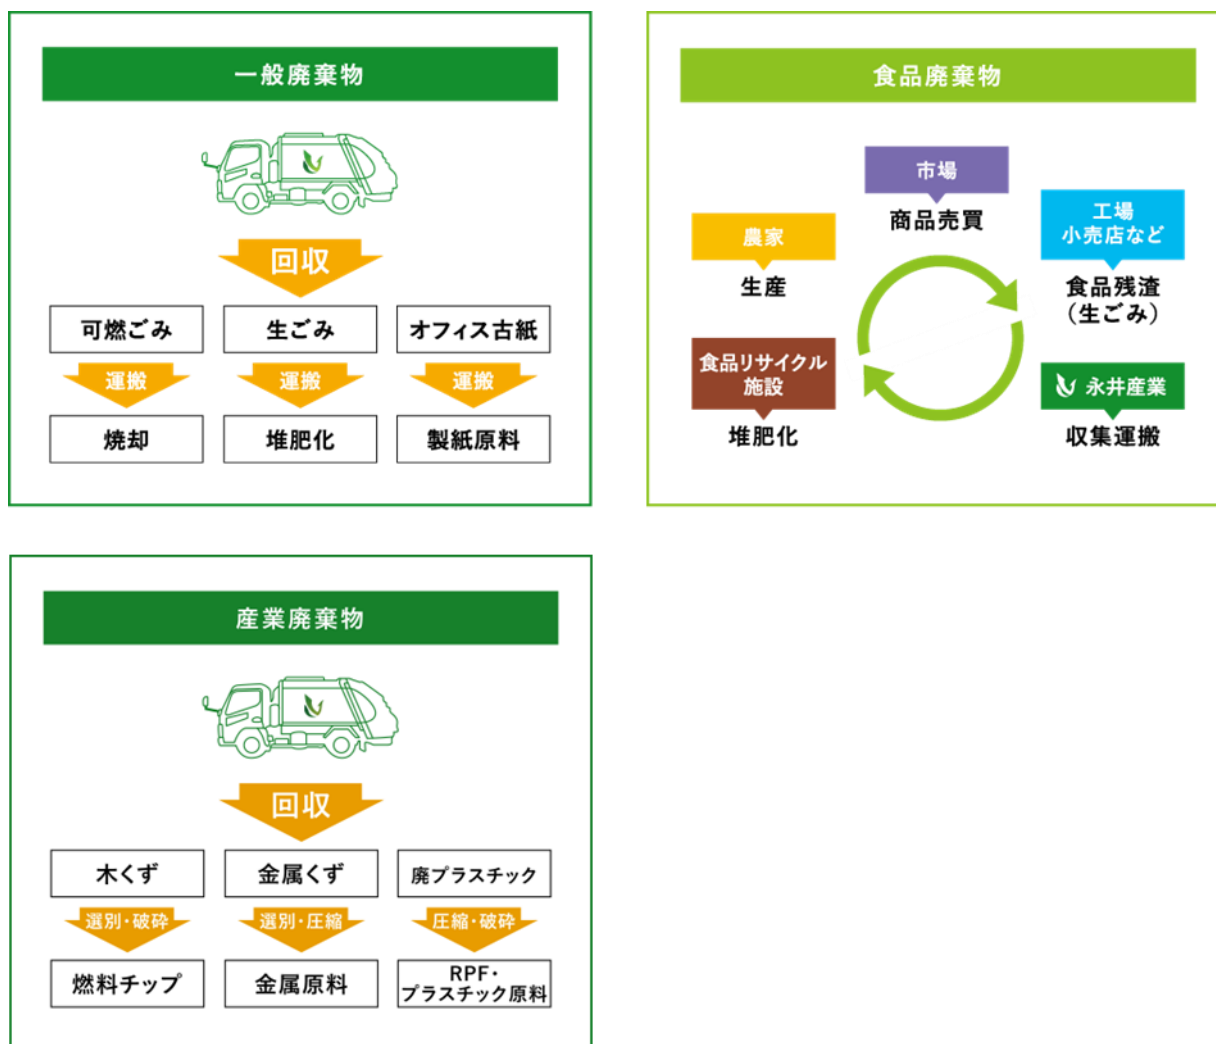 一般廃棄物
回収
可燃ごみ
生ごみ
オフィス古紙
運搬
運搬
運搬
焼却
堆肥化
製紙原料
食品廃棄物
市場
商品売買
農家
生産
工場
小売店など
食品残渣
（生ごみ）
食品リサイクル
施設
堆肥化
永井産業
収集運搬
産業廃棄物
回収
木くず
金属くず
廃プラスチック
選別・破砕
選別・圧縮
圧縮・破砕
燃料チップ
金属原料
RPF・
プラスチック原料